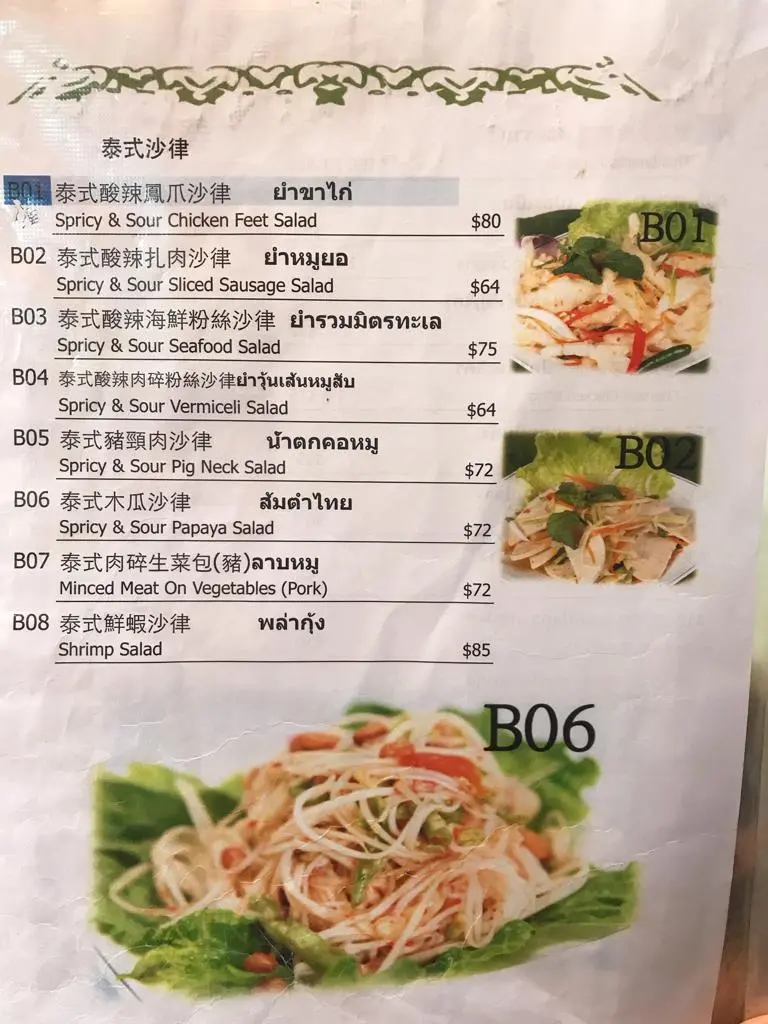 泰式沙律
B01 泰式酸辣鳳爪沙律 ยำขาไก่
Spricy & Sour Chicken Feet Salad $80
B02 泰式酸辣扎肉沙律 ยำหมูยอ
Spricy & Sour Sliced Sausage Salad $64
B03 泰式酸辣海鮮粉絲沙律 ยำรวมมิตรทะเล
Spricy & Sour Seafood Salad $75
B04 泰式酸辣肉碎粉絲沙律ยำวุ้นเส้นหมูสับ
Spricy & Sour Vermiceli Salad $64
B05 泰式豬頸肉沙律 น้ำตกคอหมู
Spricy & Sour Pig Neck Salad $72
B06 泰式木瓜沙律 ส้มตำไทย
Spricy & Sour Papaya Salad $72
B07 泰式肉碎生菜包(豬)ลาบหมู
Minced Meat On Vegetables (Pork) $72
B08 泰式鮮蝦沙律 พล่ากุ้ง
Shrimp Salad $85
B01
B02
B06